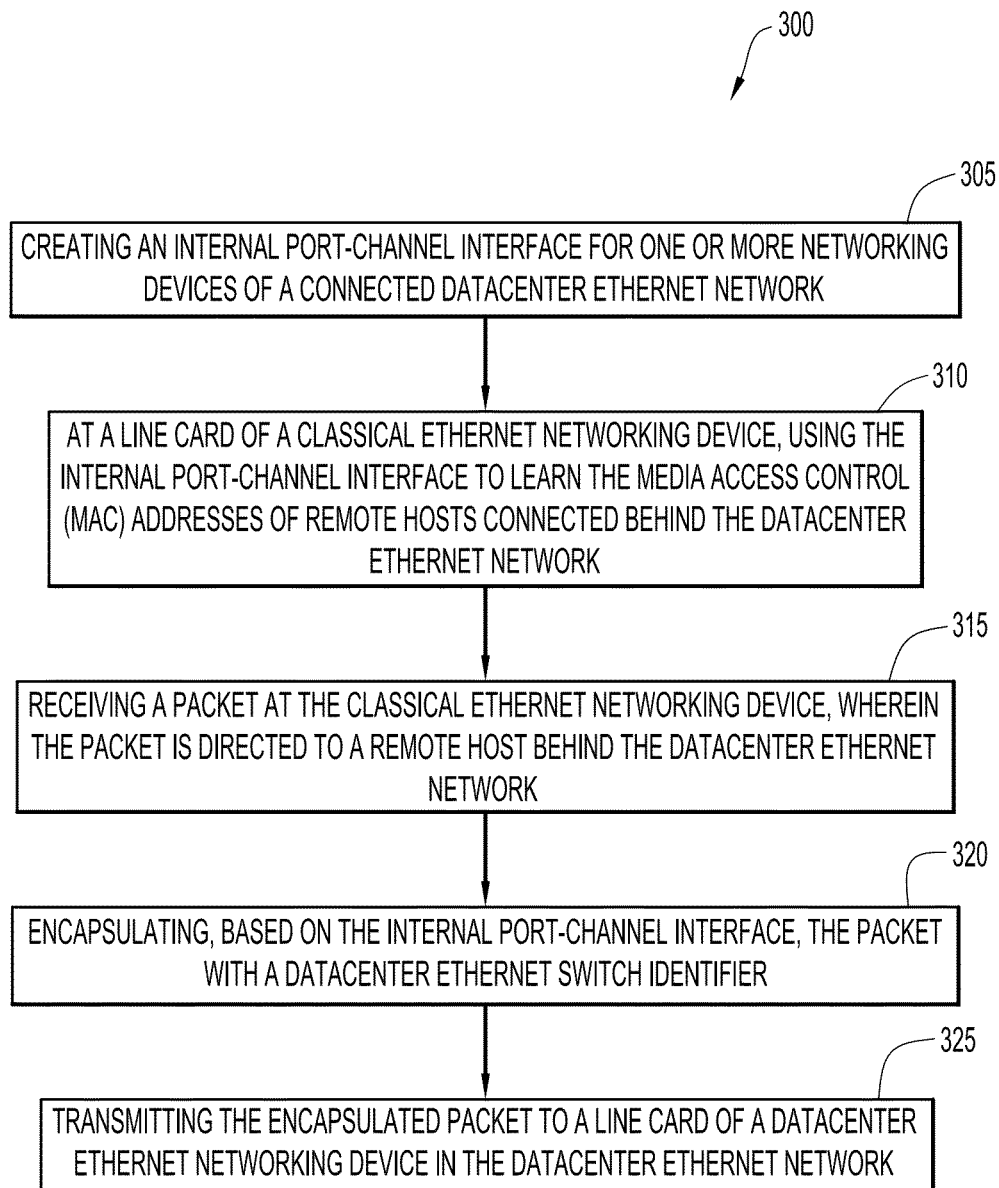 300
305
CREATING AN INTERNAL PORT-CHANNEL INTERFACE FOR ONE OR MORE NETWORKING
DEVICES OF A CONNECTED DATACENTER ETHERNET NETWORK
310
AT A LINE CARD OF A CLASSICAL ETHERNET NETWORKING DEVICE, USING THE
INTERNAL PORT-CHANNEL INTERFACE TO LEARN THE MEDIA ACCESS CONTROL
(MAC) ADDRESSES OF REMOTE HOSTS CONNECTED BEHIND THE DATACENTER
ETHERNET NETWORK
315
RECEIVING A PACKET AT THE CLASSICAL ETHERNET NETWORKING DEVICE, WHEREIN
THE PACKET IS DIRECTED TO A REMOTE HOST BEHIND THE DATACENTER ETHERNET
NETWORK
320
ENCAPSULATING, BASED ON THE INTERNAL PORT-CHANNEL INTERFACE, THE PACKET
WITH A DATACENTER ETHERNET SWITCH IDENTIFIER
325
TRANSMITTING THE ENCAPSULATED PACKET TO A LINE CARD OF A DATACENTER
ETHERNET NETWORKING DEVICE IN THE DATACENTER ETHERNET NETWORK